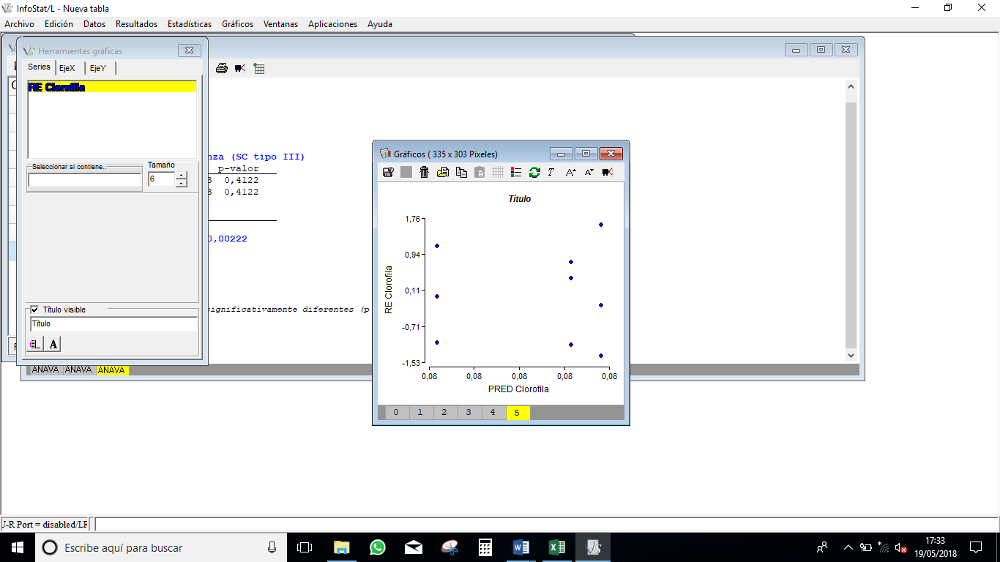 InfoStat/L - Nueva tabla
Archivo Edición Datos Resultados Estadísticas Gráficos Ventanas Aplicaciones Ayuda
Herramientas gráficas
Series EjeX EjeY
RE Clorofila
Seleccionar si contiene..
Tamaño
6
Título visible
Título
A
nza (SC tipo III)
p-valor
3 0,4122
3 0,4122
0,00222
significativamente diferentes (p
ANAVA ANAVA ANAVA
Gráficos ( 335 x 303 Pixeles)
T A A
Título
1,76
0,94
0,11
-0,71
-1,53
RE Clorofila
0,08 0,08 0,08 0,08 0,08
PRED Clorofila
0 1 2 3 4 5
J-R Port = disabled/LF
Escribe aquí para buscar
17:33
19/05/2018